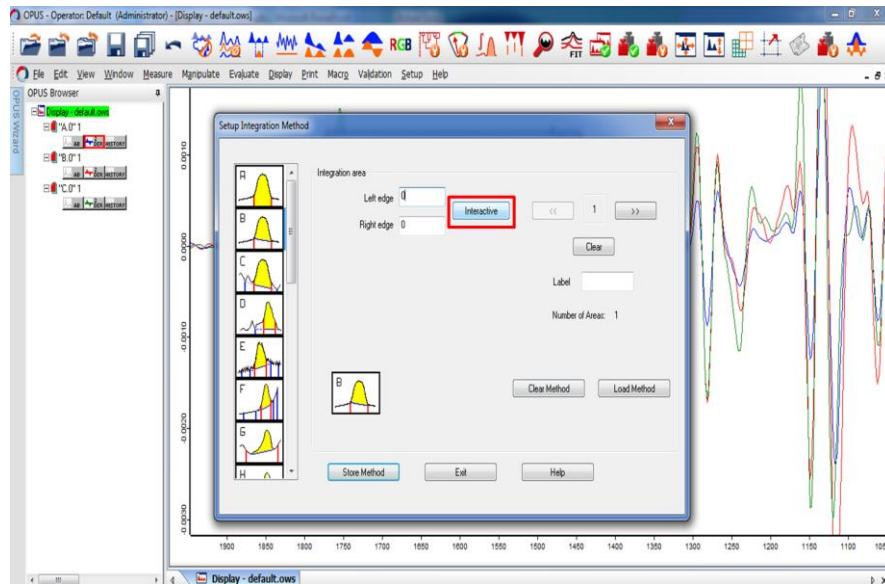 OPUS - Operator: Default (Administrator) - [Display - default.ows]
RGB
FIT
File Edit View Window Measure Manipulate Evaluate Display Print Macro Validation Setup Help
OPUS Browser
OPUS Wizard
Display - default.ows
"A.0" 1
AB DER HISTORY
"B.0" 1
AB DER HISTORY
"C.0" 1
AB DER HISTORY
Setup Integration Method
Integration area
Left edge 0
Right edge 0
Interactive
<< 1 >>
Clear
Label
Number of Areas: 1
A
B
C
D
E
F
G
H
B
Clear Method Load Method
Store Method Exit Help
0.0010
0.0000
-0.0010
-0.0020
-0.0030
1900 1850 1800 1750 1700 1650 1600 1550 1500 1450 1400 1350 1300 1250 1200 1150 1100
Display - default.ows